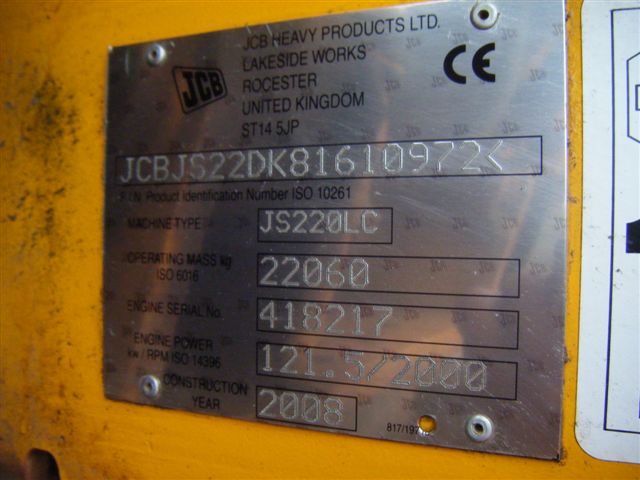 JCB
JCB HEAVY PRODUCTS LTD.
LAKESIDE WORKS
ROCESTER
UNITED KINGDOM
ST14 5JP
CE
JCBJS22DK81610972
P.I.N. Product Identification Number ISO 10261
MACHINE TYPE JS220LC
OPERATING MASS kg
ISO 6016 22060
ENGINE SERIAL No. 418217
ENGINE POWER
kw / RPM ISO 14396 121.5/2000
CONSTRUCTION
YEAR 2008